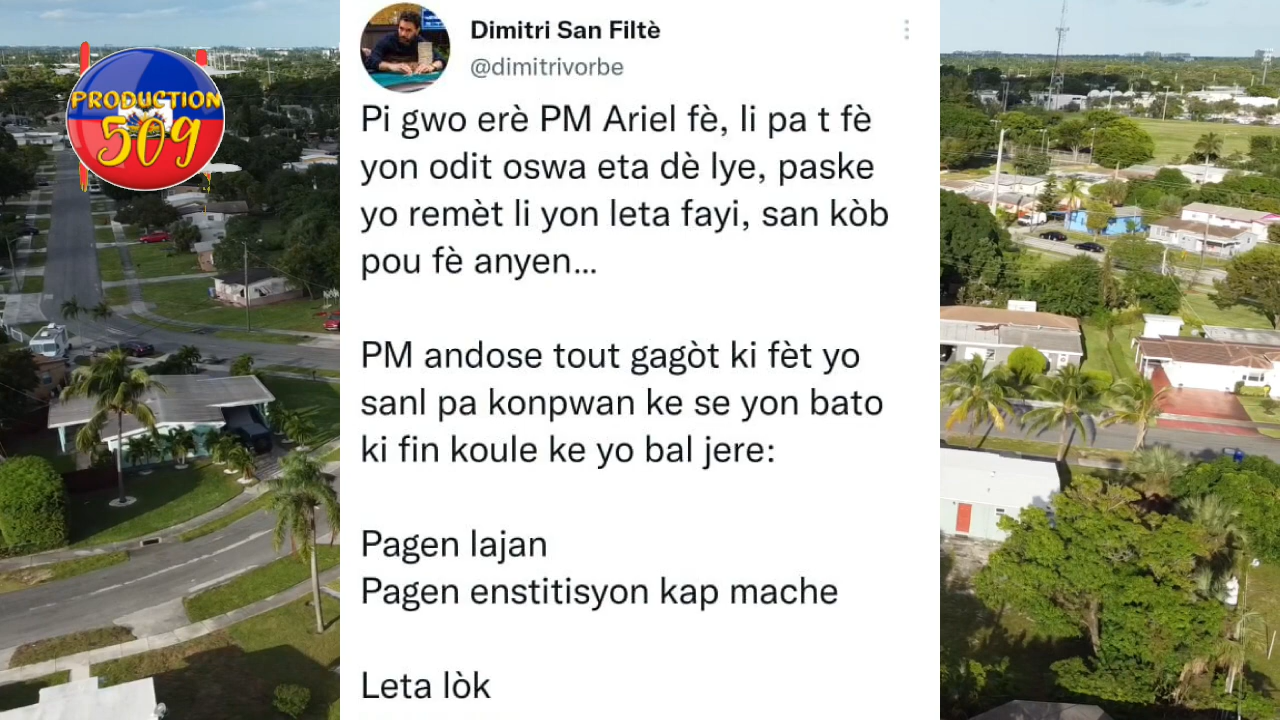 PRODUCTION
509
Dimitri San Filtè
@dimitrivorbe
Pi gwo erè PM Ariel fè, li pa t fè
yon odit oswa eta dè lye, paske
yo remèt li yon leta fayi, san kòb
pou fè anyen...
PM andose tout gagòt ki fèt yo
sanl pa konpwan ke se yon bato
ki fin koule ke yo bal jere:
Pagen lajan
Pagen enstitisyon kap mache
Leta lòk